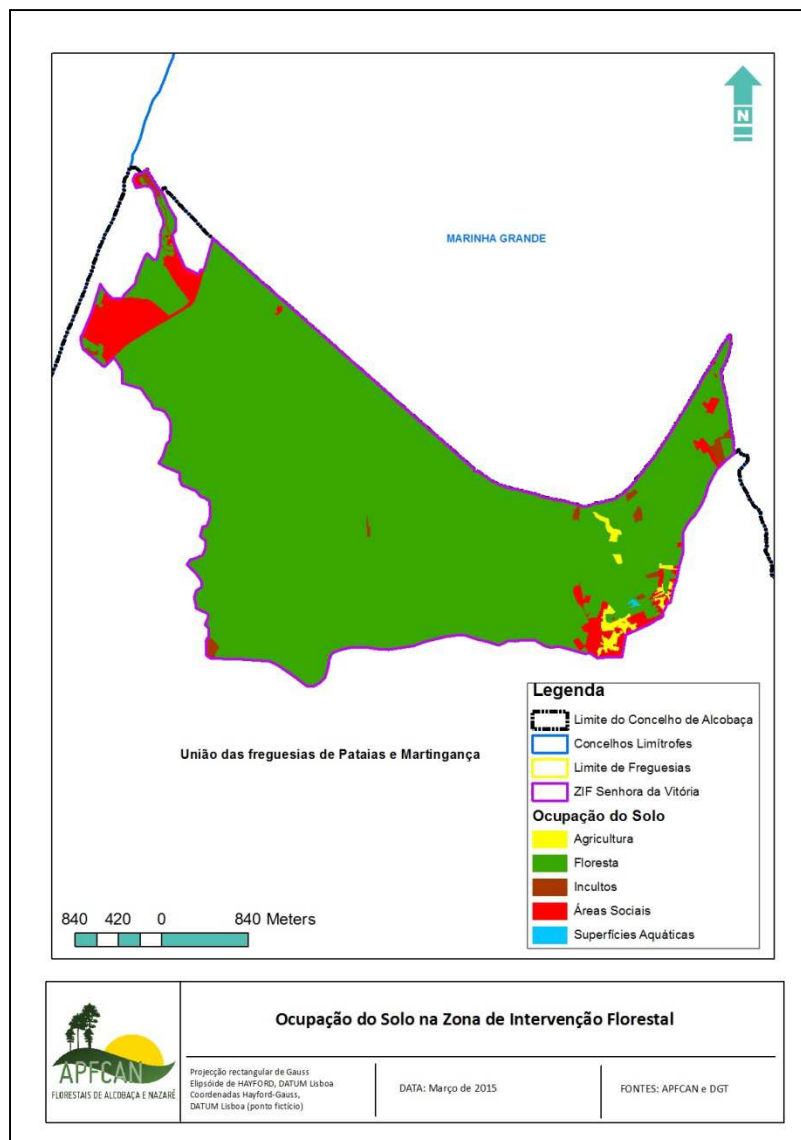 N
MARINHA GRANDE
União das freguesias de Pataias e Martingança
Legenda
Limite do Concelho de Alcobaça
Concelhos Limítrofes
Limite de Freguesias
ZIF Senhora da Vitória
Ocupação do Solo
Agricultura
Floresta
Incultos
Áreas Sociais
Superfícies Aquáticas
840 420 0 840 Meters
APFCAN
FLORESTAIS DE ALCOBAÇA E NAZARÉ
Ocupação do Solo na Zona de Intervenção Florestal
Projecção rectangular de Gauss
Elipsóide de HAYFORD, DATUM Lisboa
Coordenadas Hayford-Gauss,
DATUM Lisboa (ponto fictício)
DATA: Março de 2015
FONTES: APFCAN e DGT